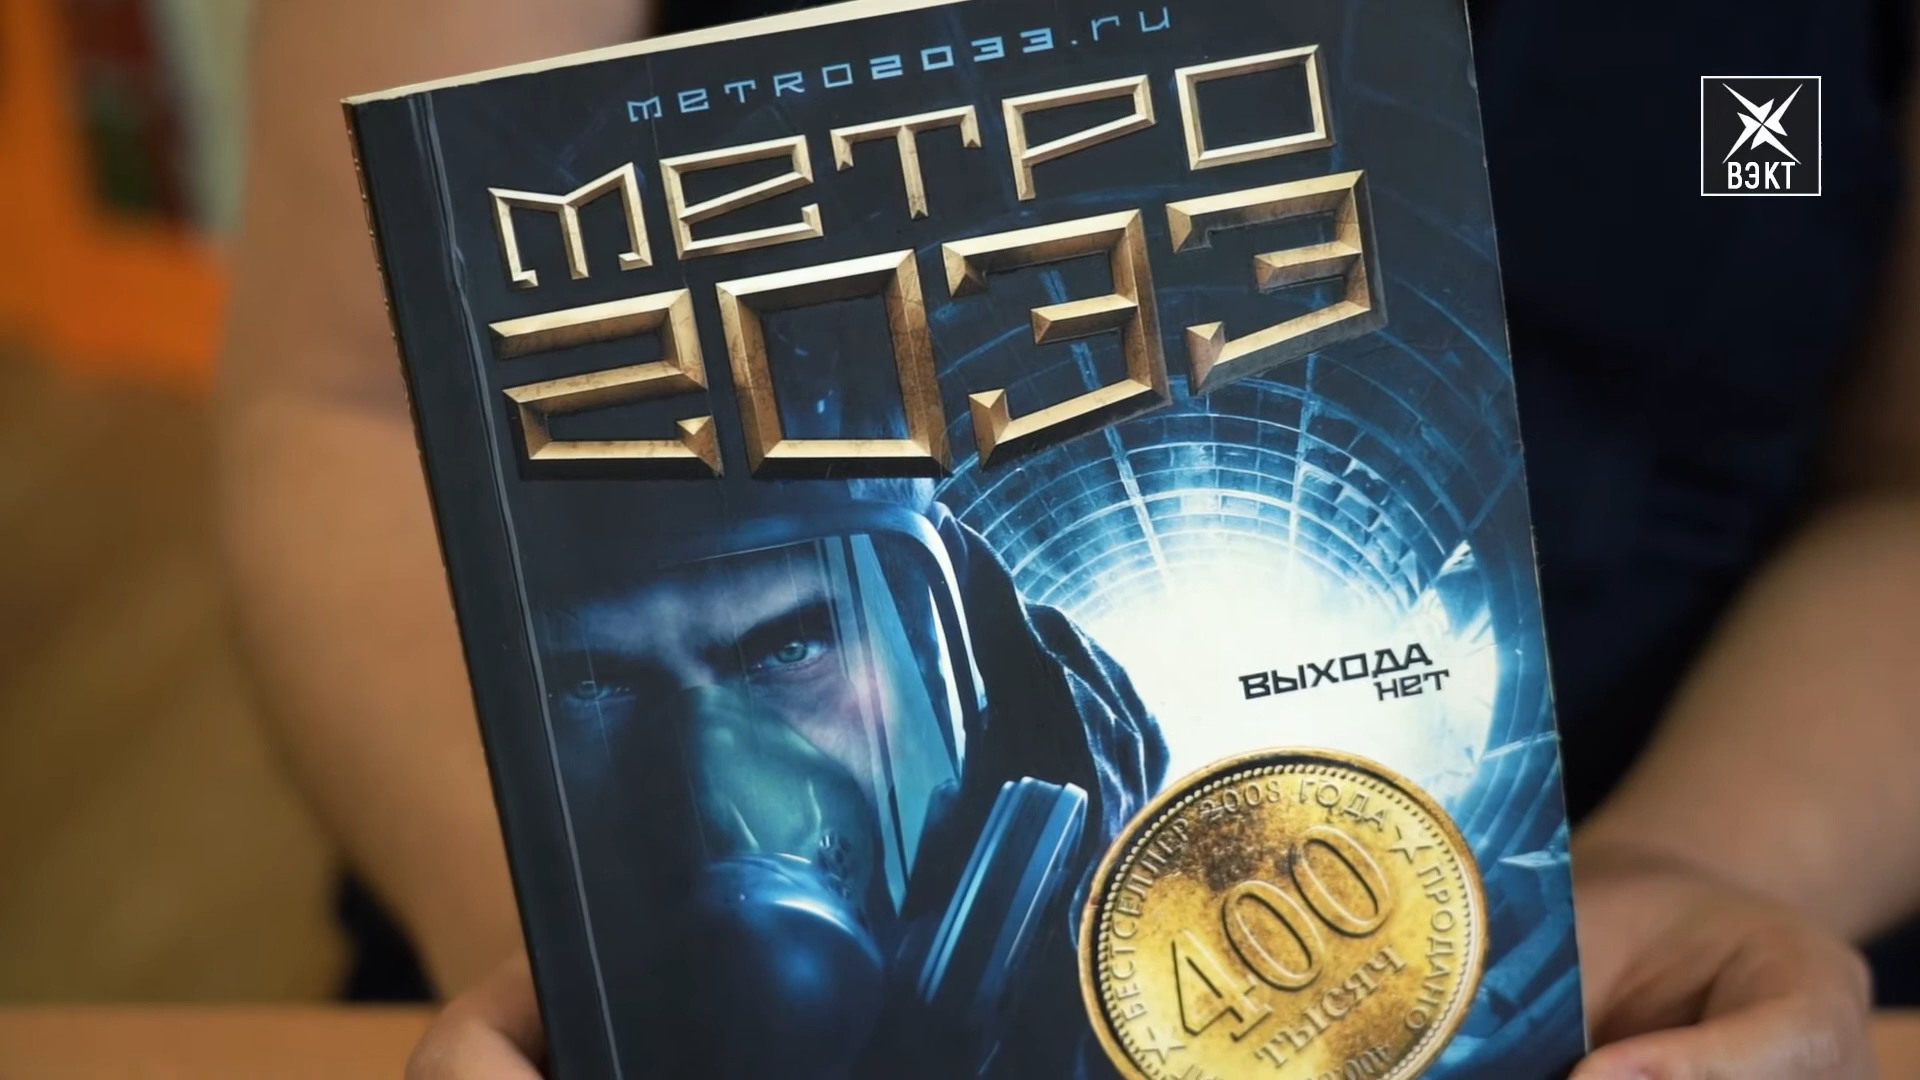 metro2033.ru
метро
2033
ВЭКТ
выхода
нет
БЕСТСЕЛЛЕР 2008 ГОДА ★ ПРОДАНО
400
ТЫСЯЧ